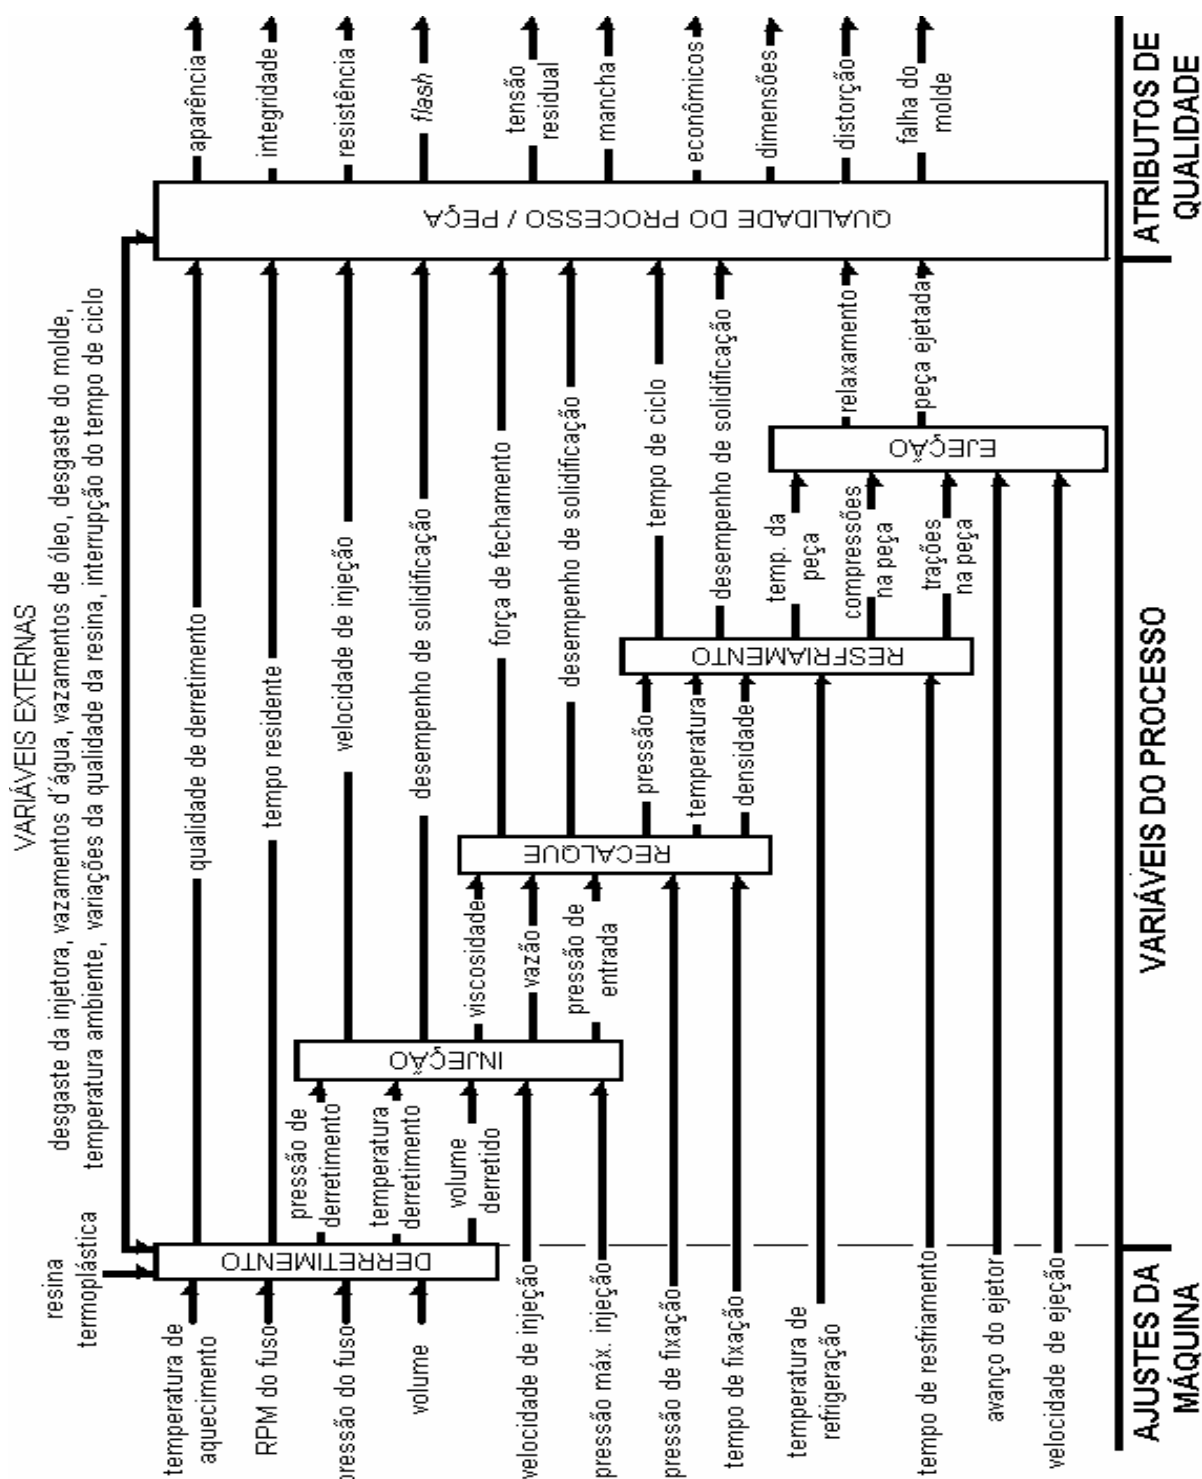 VARIÁVEIS EXTERNAS
desgaste da injetora, vazamentos d´água, vazamentos de óleo, desgaste do molde,
temperatura ambiente, variações da qualidade da resina, interrupção do tempo de ciclo
resina
termoplástica
temperatura de
aquecimento
RPM do fuso
pressão do fuso
volume
velocidade de injeção
pressão máx. injeção
pressão de fixação
tempo de fixação
temperatura de
refrigeração
tempo de resfriamento
avanço do ejetor
velocidade de ejeção
DERRETIMENTO
qualidade de derretimento
tempo residente
pressão de
derretimento
temperatura
derretimento
volume
derretido
INJEÇÃO
velocidade de injeção
desempenho de solidificação
viscosidade
vazão
pressão de
entrada
RECALQUE
força de fechamento
desempenho de solidificação
pressão
temperatura
densidade
RESFRIAMENTO
tempo de ciclo
desempenho de solidificação
temp. da
peça
compressões
na peça
trações
na peça
EJEÇÃO
relaxamento
peça ejetada
QUALIDADE DO PROCESSO / PEÇA
aparência
integridade
resistência
flash
tensão
residual
mancha
econômicos
dimensões
distorção
falha do
molde
AJUSTES DA
MÁQUINA
VARIÁVEIS DO PROCESSO
ATRIBUTOS DE
QUALIDADE